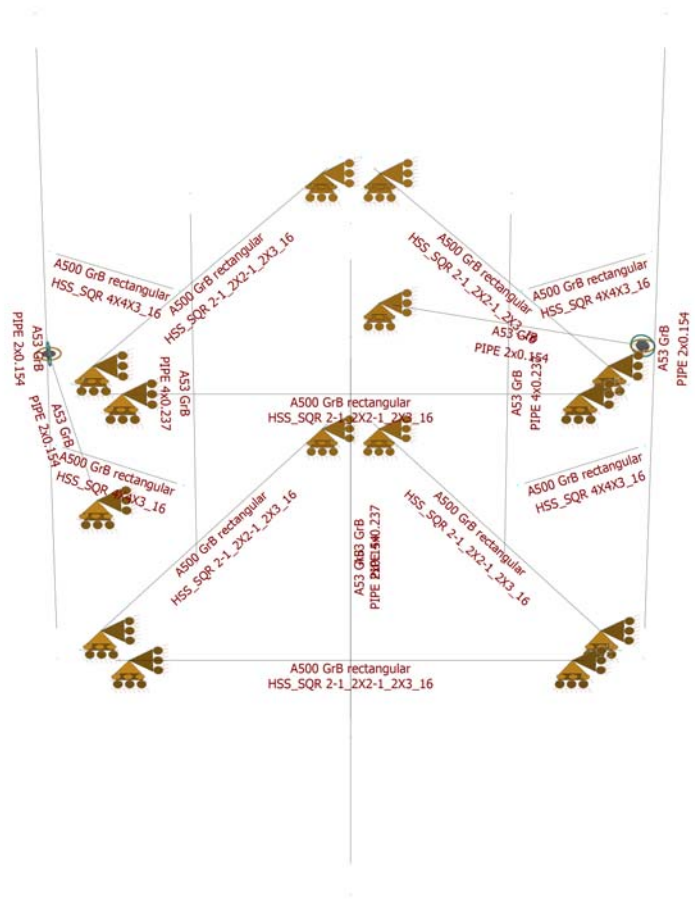 A500 GrB rectangular
HSS_SQR 2-1_2X2-1_2X3_16
A500 GrB rectangular
HSS_SQR 2-1_2X2-1_2X3_16
A500 GrB rectangular
HSS_SQR 4X4X3_16
A500 GrB rectangular
HSS_SQR 4X4X3_16
A53 GrB
PIPE 2x0.154
A53 GrB
PIPE 2x0.154
A53 GrB
PIPE 2x0.154
A53 GrB
PIPE 4x0.237
A53 GrB
PIPE 4x0.237
A500 GrB rectangular
HSS_SQR 2-1_2X2-1_2X3_16
A53 GrB
PIPE 2x0.154
A500 GrB rectangular
HSS_SQR 4X4X3_16
A500 GrB rectangular
HSS_SQR 4X4X3_16
A500 GrB rectangular
HSS_SQR 2-1_2X2-1_2X3_16
A500 GrB rectangular
HSS_SQR 2-1_2X2-1_2X3_16
A53 GrB
A500 GrB rectangular
HSS_SQR 2-1_2X2-1_2X3_16